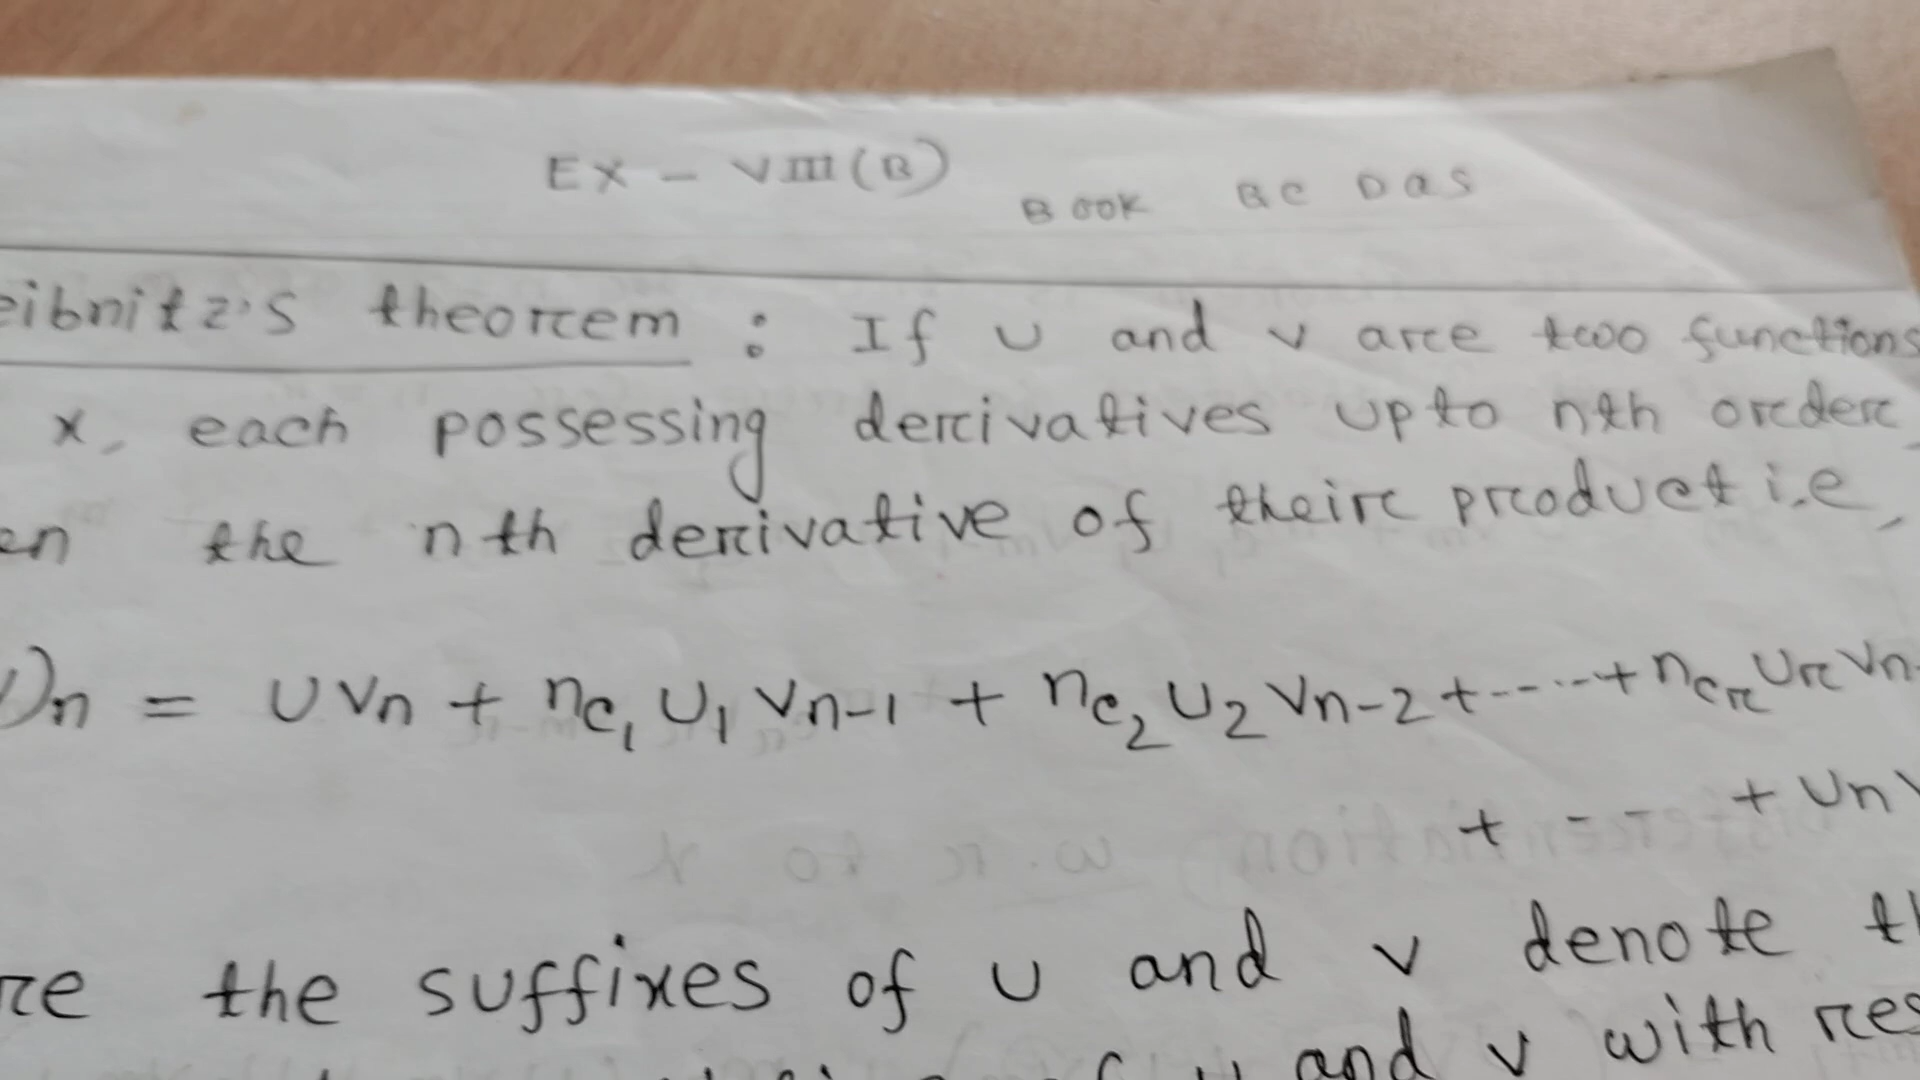 EX - VIII (B)
BOOK BC Das
eibnitz's theorem : If u and v are two functions
x, each possessing derivatives upto nth order,
en the nth derivative of their product i.e,
)n = UVn + nc₁ U₁ Vn-1 + nc₂ U₂ Vn-2 + ----- + ncr Ur Vn-
+ - - - + Un V
re the suffixes of u and v denote th
and v with res